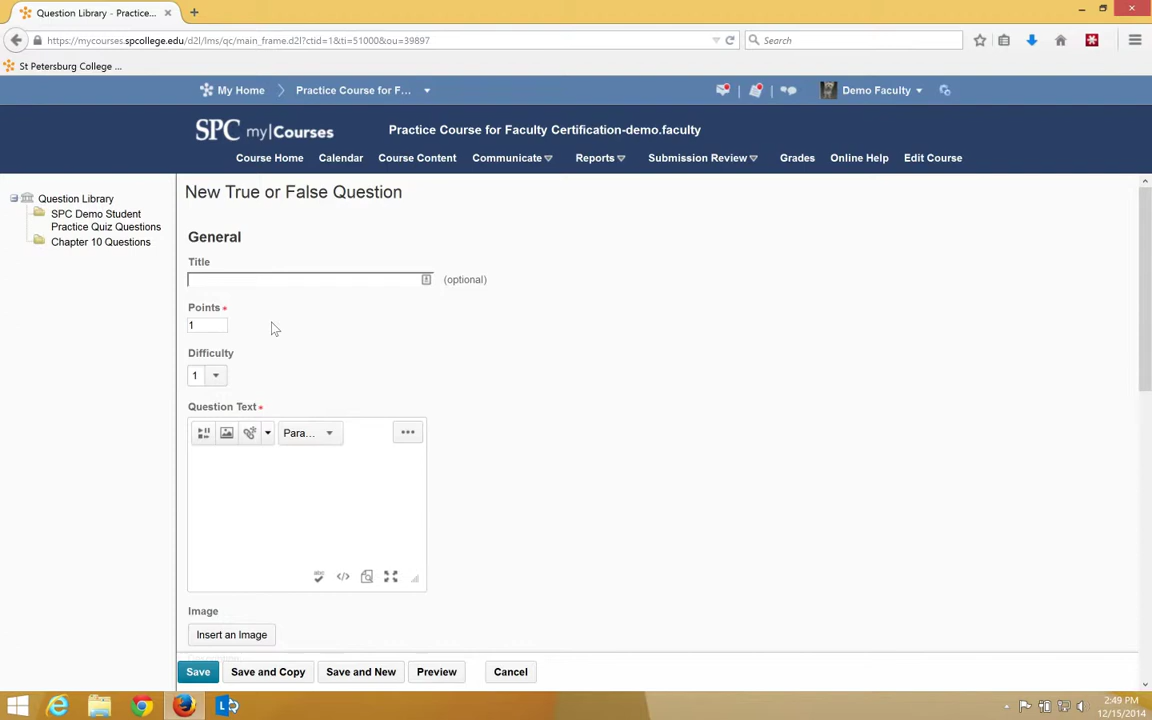 Question Library - Practice...
https://mycourses.spcollege.edu/d2l/lms/qc/main_frame.d2l?ctid=1&ti=51000&ou=39897
Search
St Petersburg College ...
My Home
Practice Course for F...
Demo Faculty
SPC my|Courses
Practice Course for Faculty Certification-demo.faculty
Course Home
Calendar
Course Content
Communicate
Reports
Submission Review
Grades
Online Help
Edit Course
Question Library
SPC Demo Student
Practice Quiz Questions
Chapter 10 Questions
New True or False Question
General
Title
(optional)
Points *
1
Difficulty
1
Question Text *
Para...
Image
Insert an Image
Save
Save and Copy
Save and New
Preview
Cancel
2:49 PM
12/15/2014